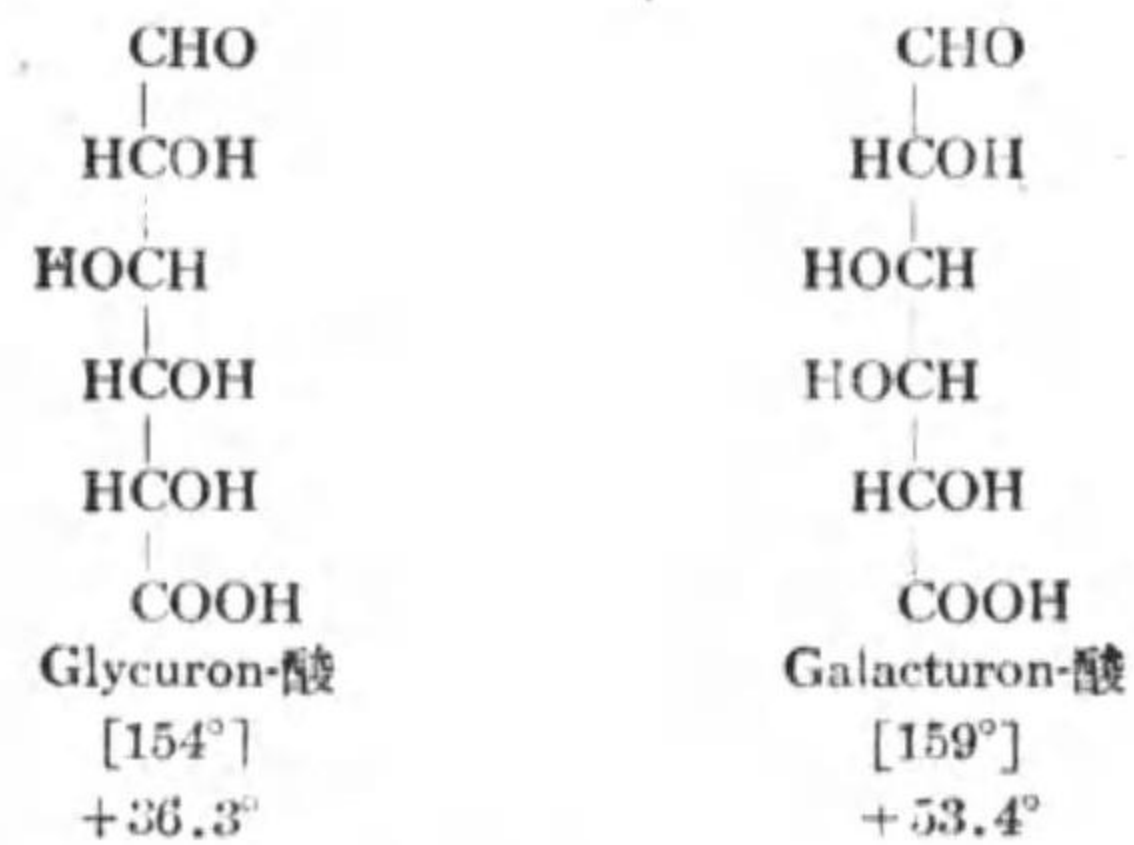 CHO
HCOH
HOCH
HCOH
HCOH
COOH
Glycuron-酸
[154°]
+36.3°
CHO
HCOH
HOCH
HOCH
HCOH
COOH
Galacturon-酸
[159°]
+53.4°